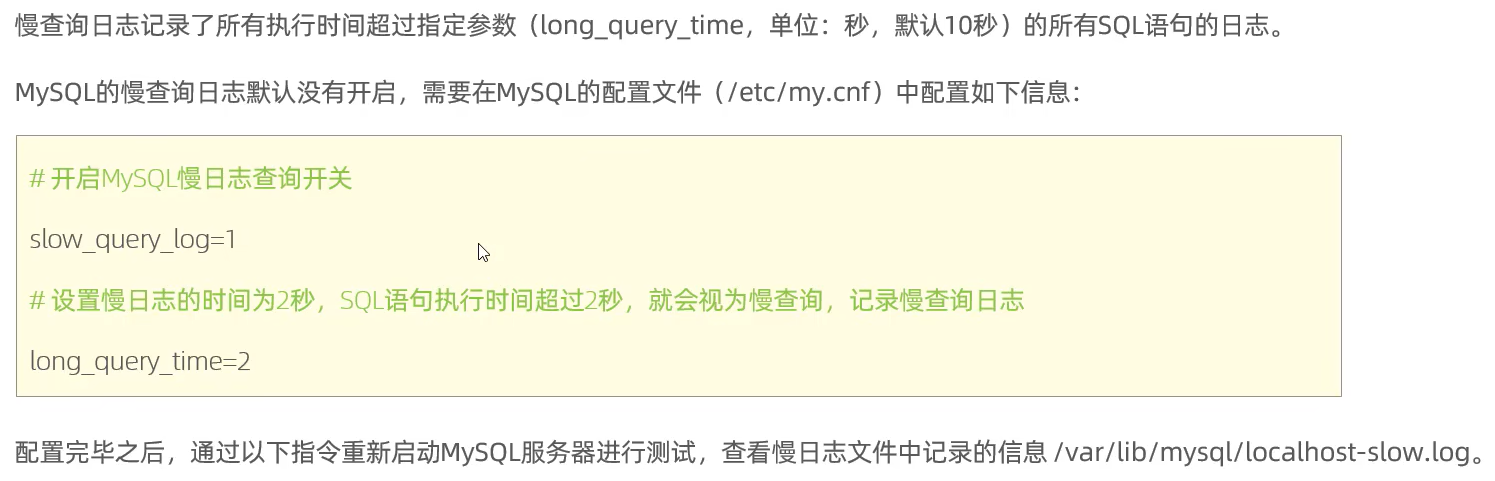 慢查询日志记录了所有执行时间超过指定参数（long_query_time，单位：秒，默认10秒）的所有SQL语句的日志。
MySQL的慢查询日志默认没有开启，需要在MySQL的配置文件（/etc/my.cnf）中配置如下信息：
# 开启MySQL慢日志查询开关
slow_query_log=1
# 设置慢日志的时间为2秒，SQL语句执行时间超过2秒，就会视为慢查询，记录慢查询日志
long_query_time=2
配置完毕之后，通过以下指令重新启动MySQL服务器进行测试，查看慢日志文件中记录的信息 /var/lib/mysql/localhost-slow.log。